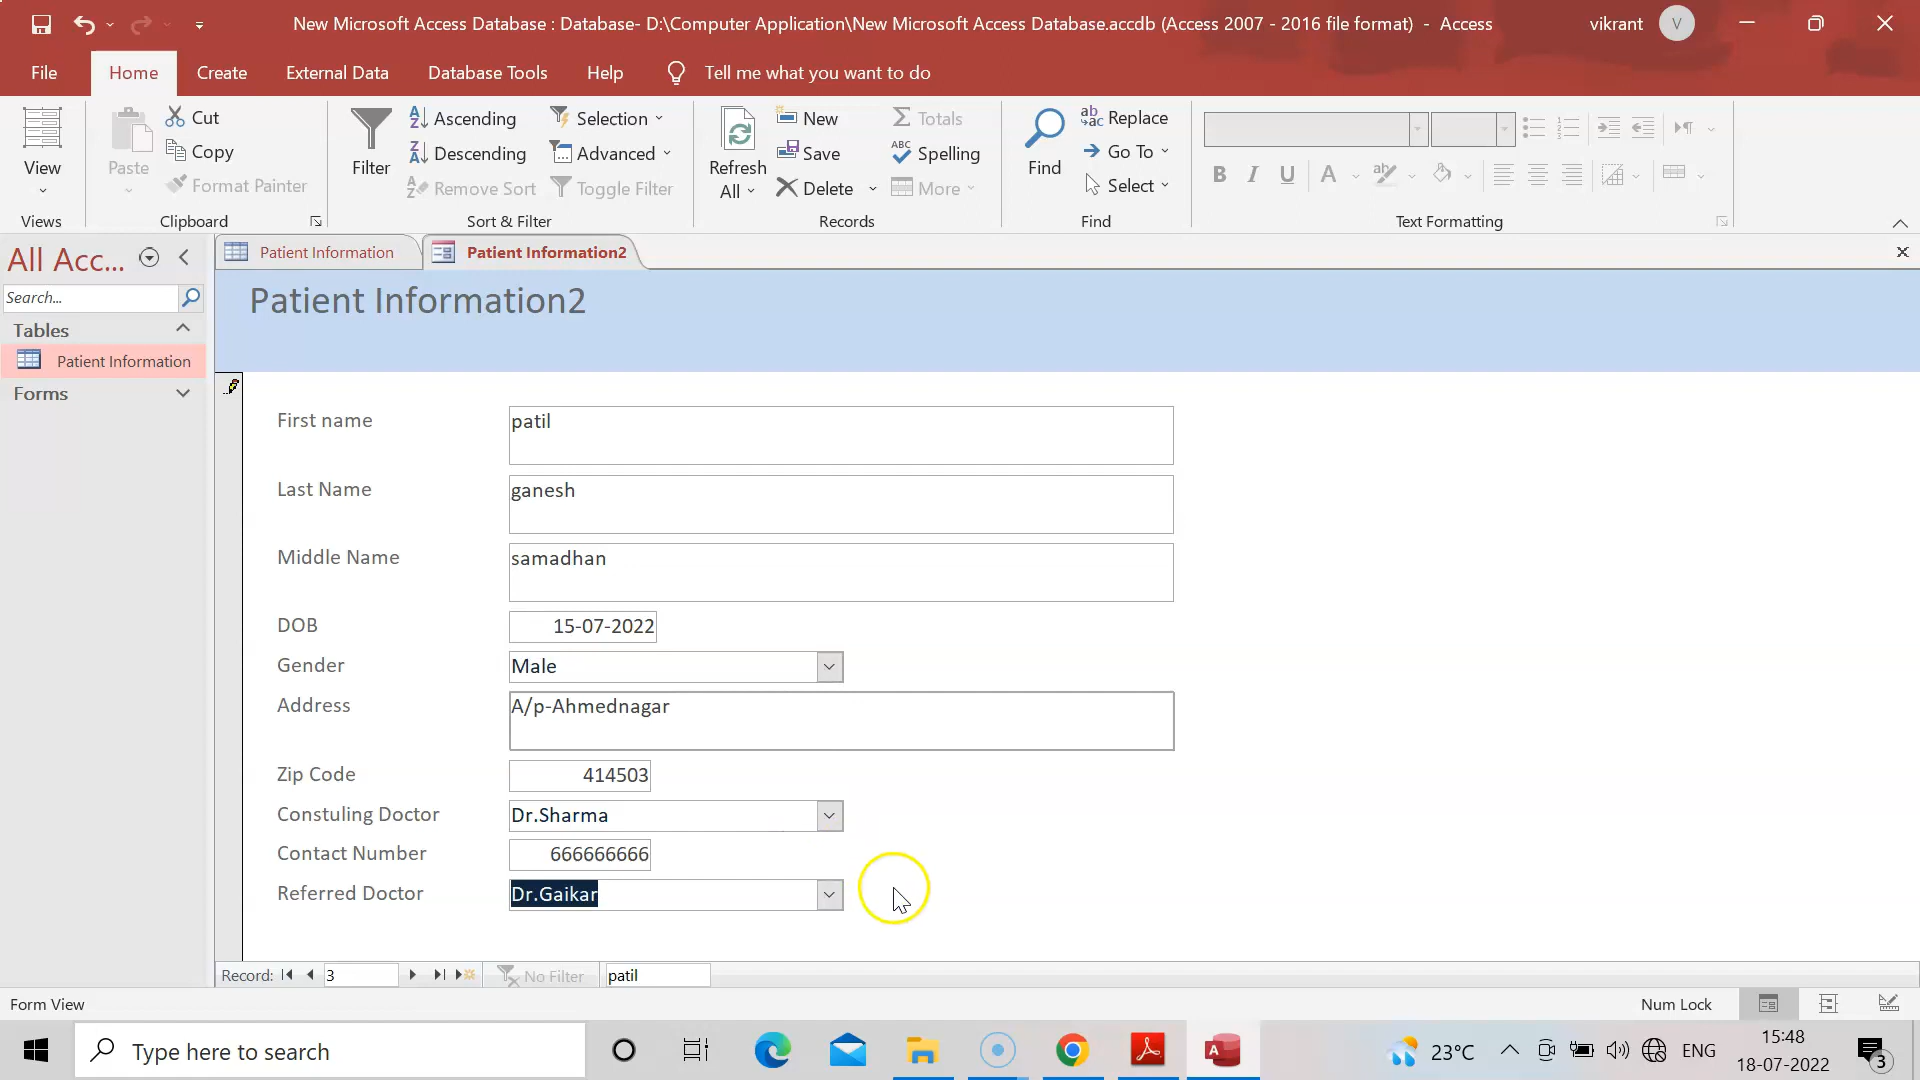 New Microsoft Access Database : Database- D:\Computer Application\New Microsoft Access Database.accdb (Access 2007 - 2016 file format) - Access
vikrant
V
File
Home
Create
External Data
Database Tools
Help
Tell me what you want to do
View
Views
Paste
Cut
Copy
Format Painter
Clipboard
Filter
Ascending
Descending
Remove Sort
Selection
Advanced
Toggle Filter
Sort & Filter
Refresh
All
New
Save
Delete
Totals
Spelling
More
Records
Find
Replace
Go To
Select
Find
B I U A
Text Formatting
All Acc...
Search...
Tables
Patient Information
Forms
Patient Information
Patient Information2
Patient Information2
First name patil
Last Name ganesh
Middle Name samadhan
DOB 15-07-2022
Gender Male
Address A/p-Ahmednagar
Zip Code 414503
Constuling Doctor Dr.Sharma
Contact Number 666666666
Referred Doctor Dr.Gaikar
Record: 3 No Filter patil
Form View
Num Lock
Type here to search
23°C
ENG
15:48
18-07-2022
3